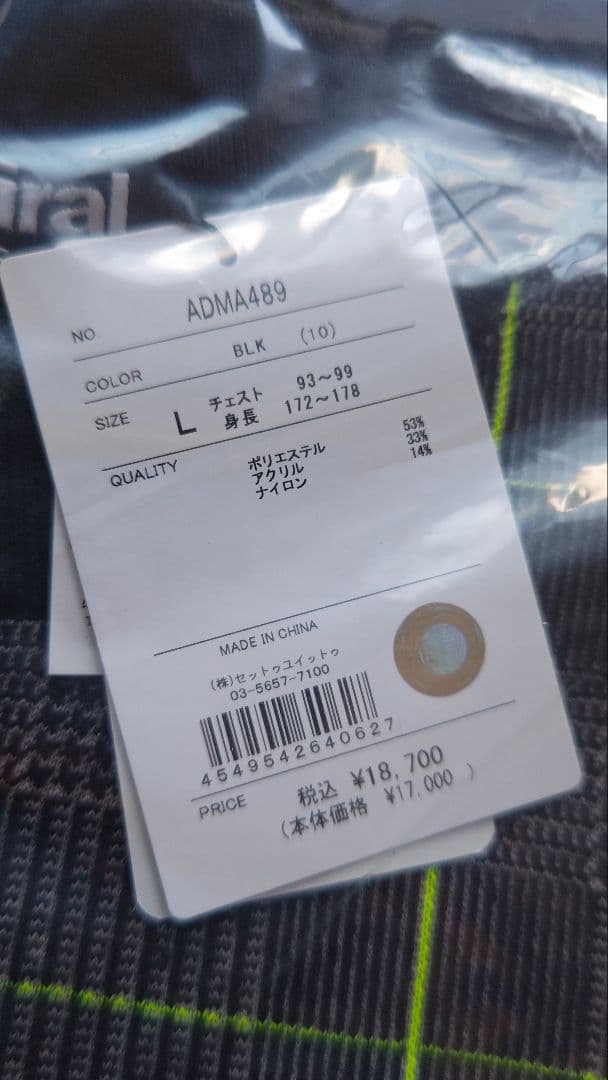 iral
NO ADMA489
COLOR BLK (10)
SIZE L チェスト 93～99
身長 172～178
QUALITY ポリエステル 53%
アクリル 33%
ナイロン 14%
MADE IN CHINA
(株)セットゥユイットゥ
03-5657-7100
4549542640627
PRICE 税込 ¥18,700
(本体価格 ¥17,000 )